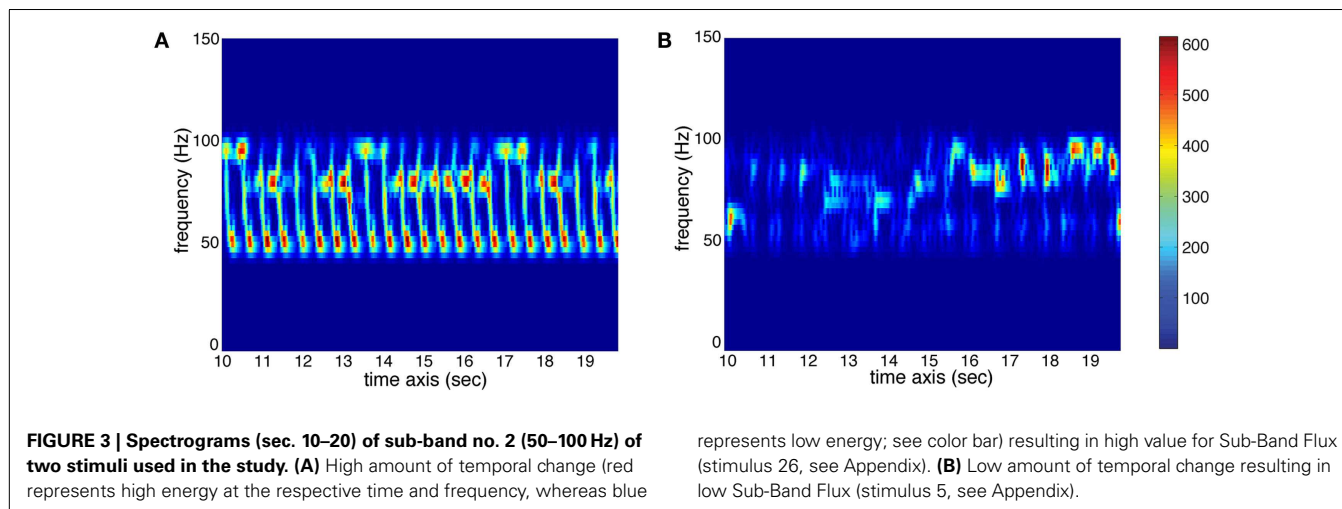 A
150
100
50
0
frequency (Hz)
10 11 12 13 14 15 16 17 18 19
time axis (sec)
B
150
100
50
0
frequency (Hz)
10 11 12 13 14 15 16 17 18 19
time axis (sec)
600
500
400
300
200
100
FIGURE 3 | Spectrograms (sec. 10–20) of sub-band no. 2 (50–100 Hz) of
two stimuli used in the study. (A) High amount of temporal change (red
represents high energy at the respective time and frequency, whereas blue
represents low energy; see color bar) resulting in high value for Sub-Band Flux
(stimulus 26, see Appendix). (B) Low amount of temporal change resulting in
low Sub-Band Flux (stimulus 5, see Appendix).